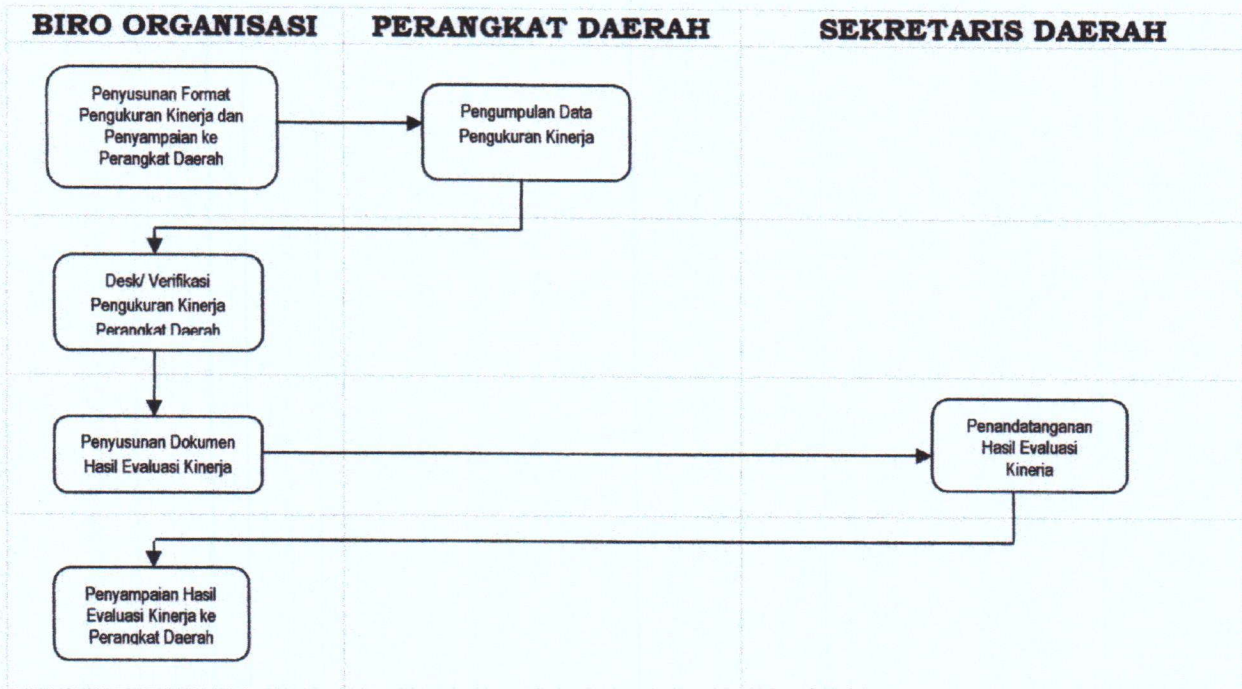 BIRO ORGANISASI PERANGKAT DAERAH SEKRETARIS DAERAH
Penyusunan Format
Pengukuran Kinerja dan
Penyampaian ke
Perangkat Daerah
Pengumpulan Data
Pengukuran Kinerja
Desk/ Verifikasi
Pengukuran Kinerja
Perangkat Daerah
Penyusunan Dokumen
Hasil Evaluasi Kinerja
Penandatanganan
Hasil Evaluasi
Kinerja
Penyampaian Hasil
Evaluasi Kinerja ke
Perangkat Daerah